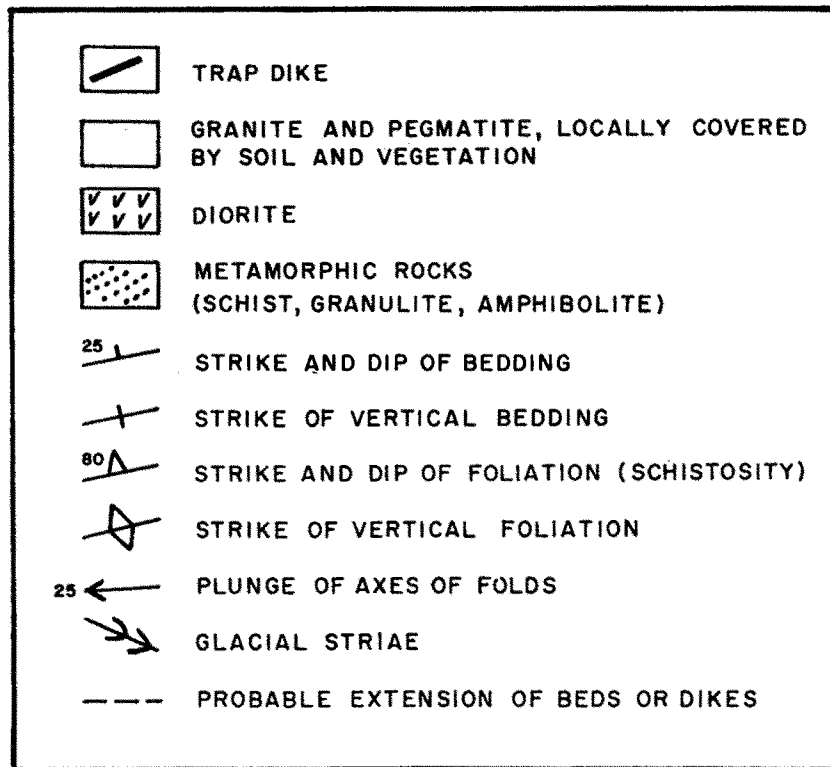 TRAP DIKE
GRANITE AND PEGMATITE, LOCALLY COVERED
BY SOIL AND VEGETATION
DIORITE
METAMORPHIC ROCKS
(SCHIST, GRANULITE, AMPHIBOLITE)
25 STRIKE AND DIP OF BEDDING
STRIKE OF VERTICAL BEDDING
80 STRIKE AND DIP OF FOLIATION (SCHISTOSITY)
STRIKE OF VERTICAL FOLIATION
25 PLUNGE OF AXES OF FOLDS
GLACIAL STRIAE
PROBABLE EXTENSION OF BEDS OR DIKES